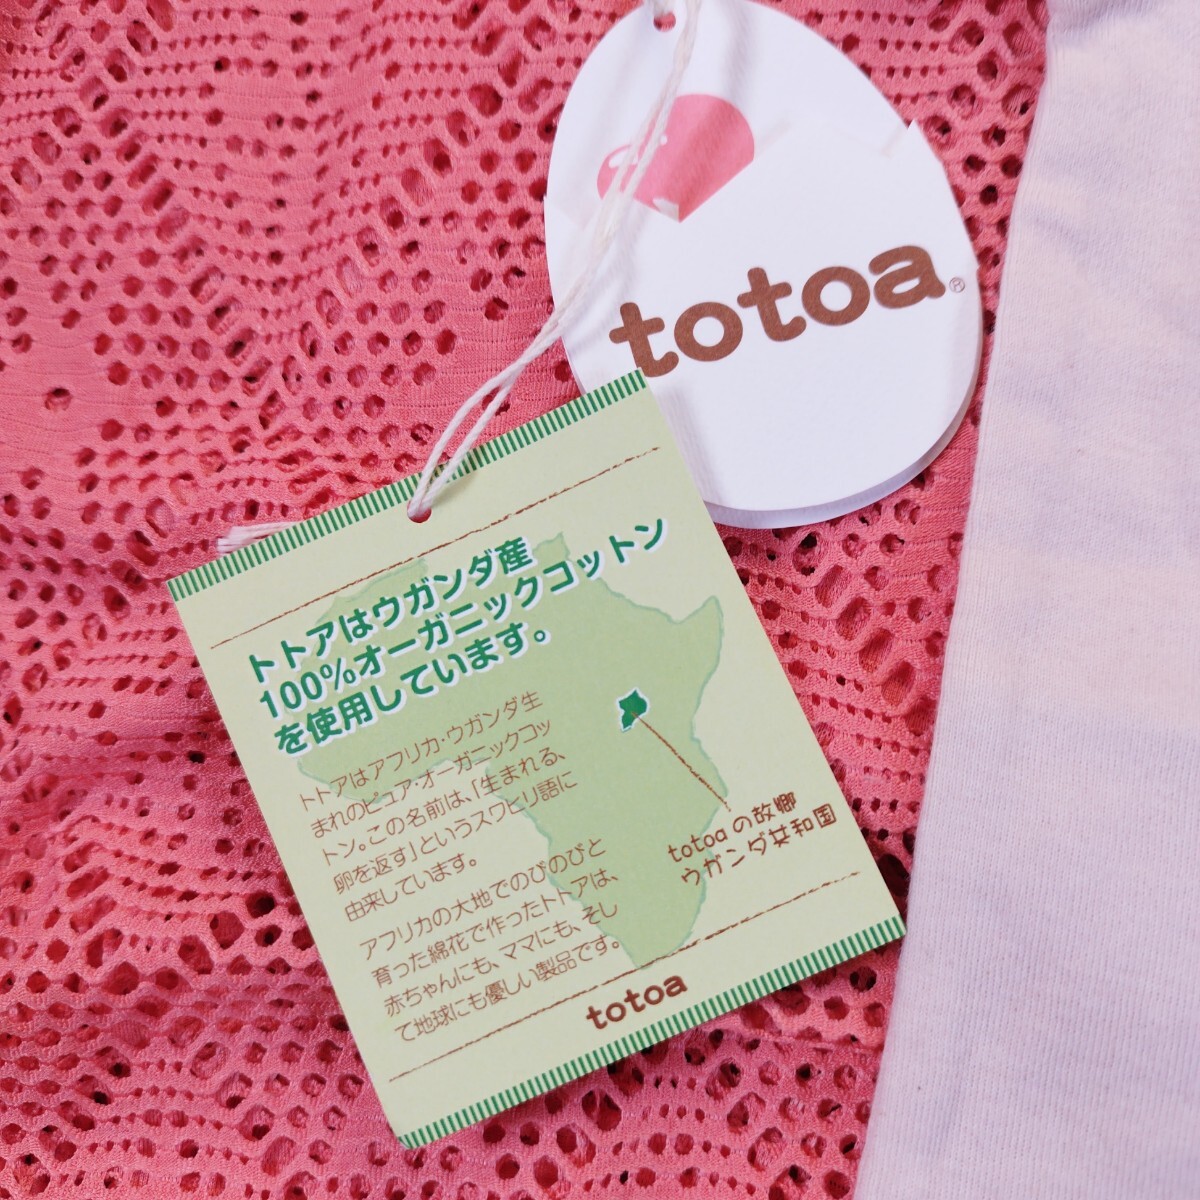 totoa®
トトアはウガンダ産
100%オーガニックコットン
を使用しています。
トトアはアフリカ・ウガンダ生
まれのピュア・オーガニックコッ
トン。この名前は、「生まれる、
卵を返す」というスワヒリ語に
由来しています。
アフリカの大地でのびのびと
育った綿花で作ったトトアは、
赤ちゃんにも、ママにも、そし
て地球にも優しい製品です。
totoaの故郷
ウガンダ共和国
totoa